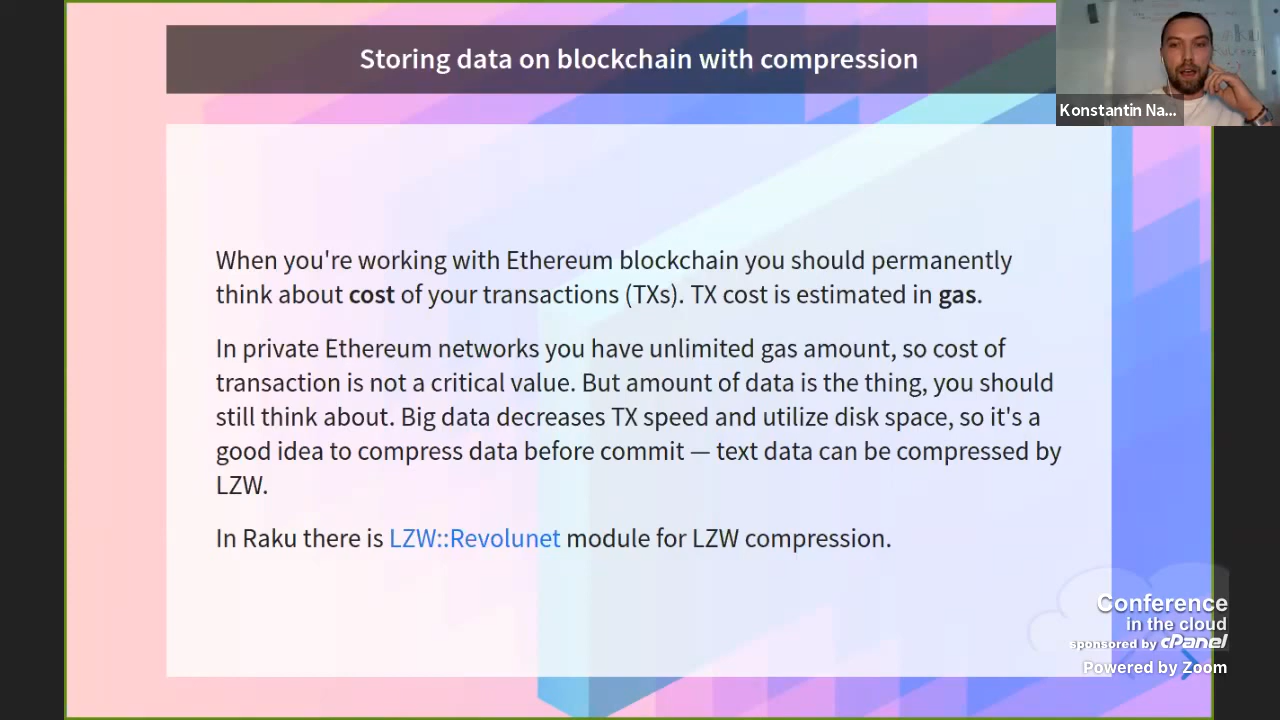 Storing data on blockchain with compression
Konstantin Na...
When you're working with Ethereum blockchain you should permanently
think about cost of your transactions (TXs). TX cost is estimated in gas.
In private Ethereum networks you have unlimited gas amount, so cost of
transaction is not a critical value. But amount of data is the thing, you should
still think about. Big data decreases TX speed and utilize disk space, so it's a
good idea to compress data before commit — text data can be compressed by
LZW.
In Raku there is LZW::Revolunet module for LZW compression.
Conference
in the cloud
sponsored by cPanel
Powered by Zoom